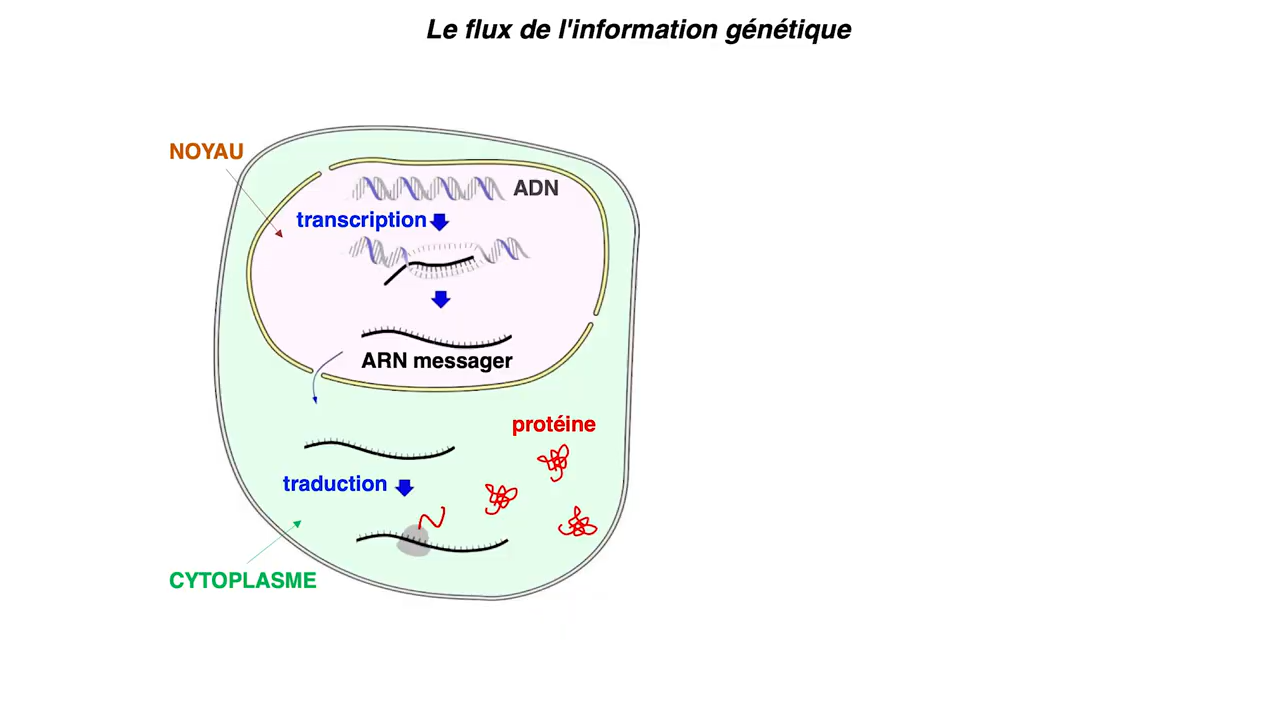 Le flux de l'information génétique
NOYAU
ADN
transcription
ARN messager
protéine
traduction
CYTOPLASME